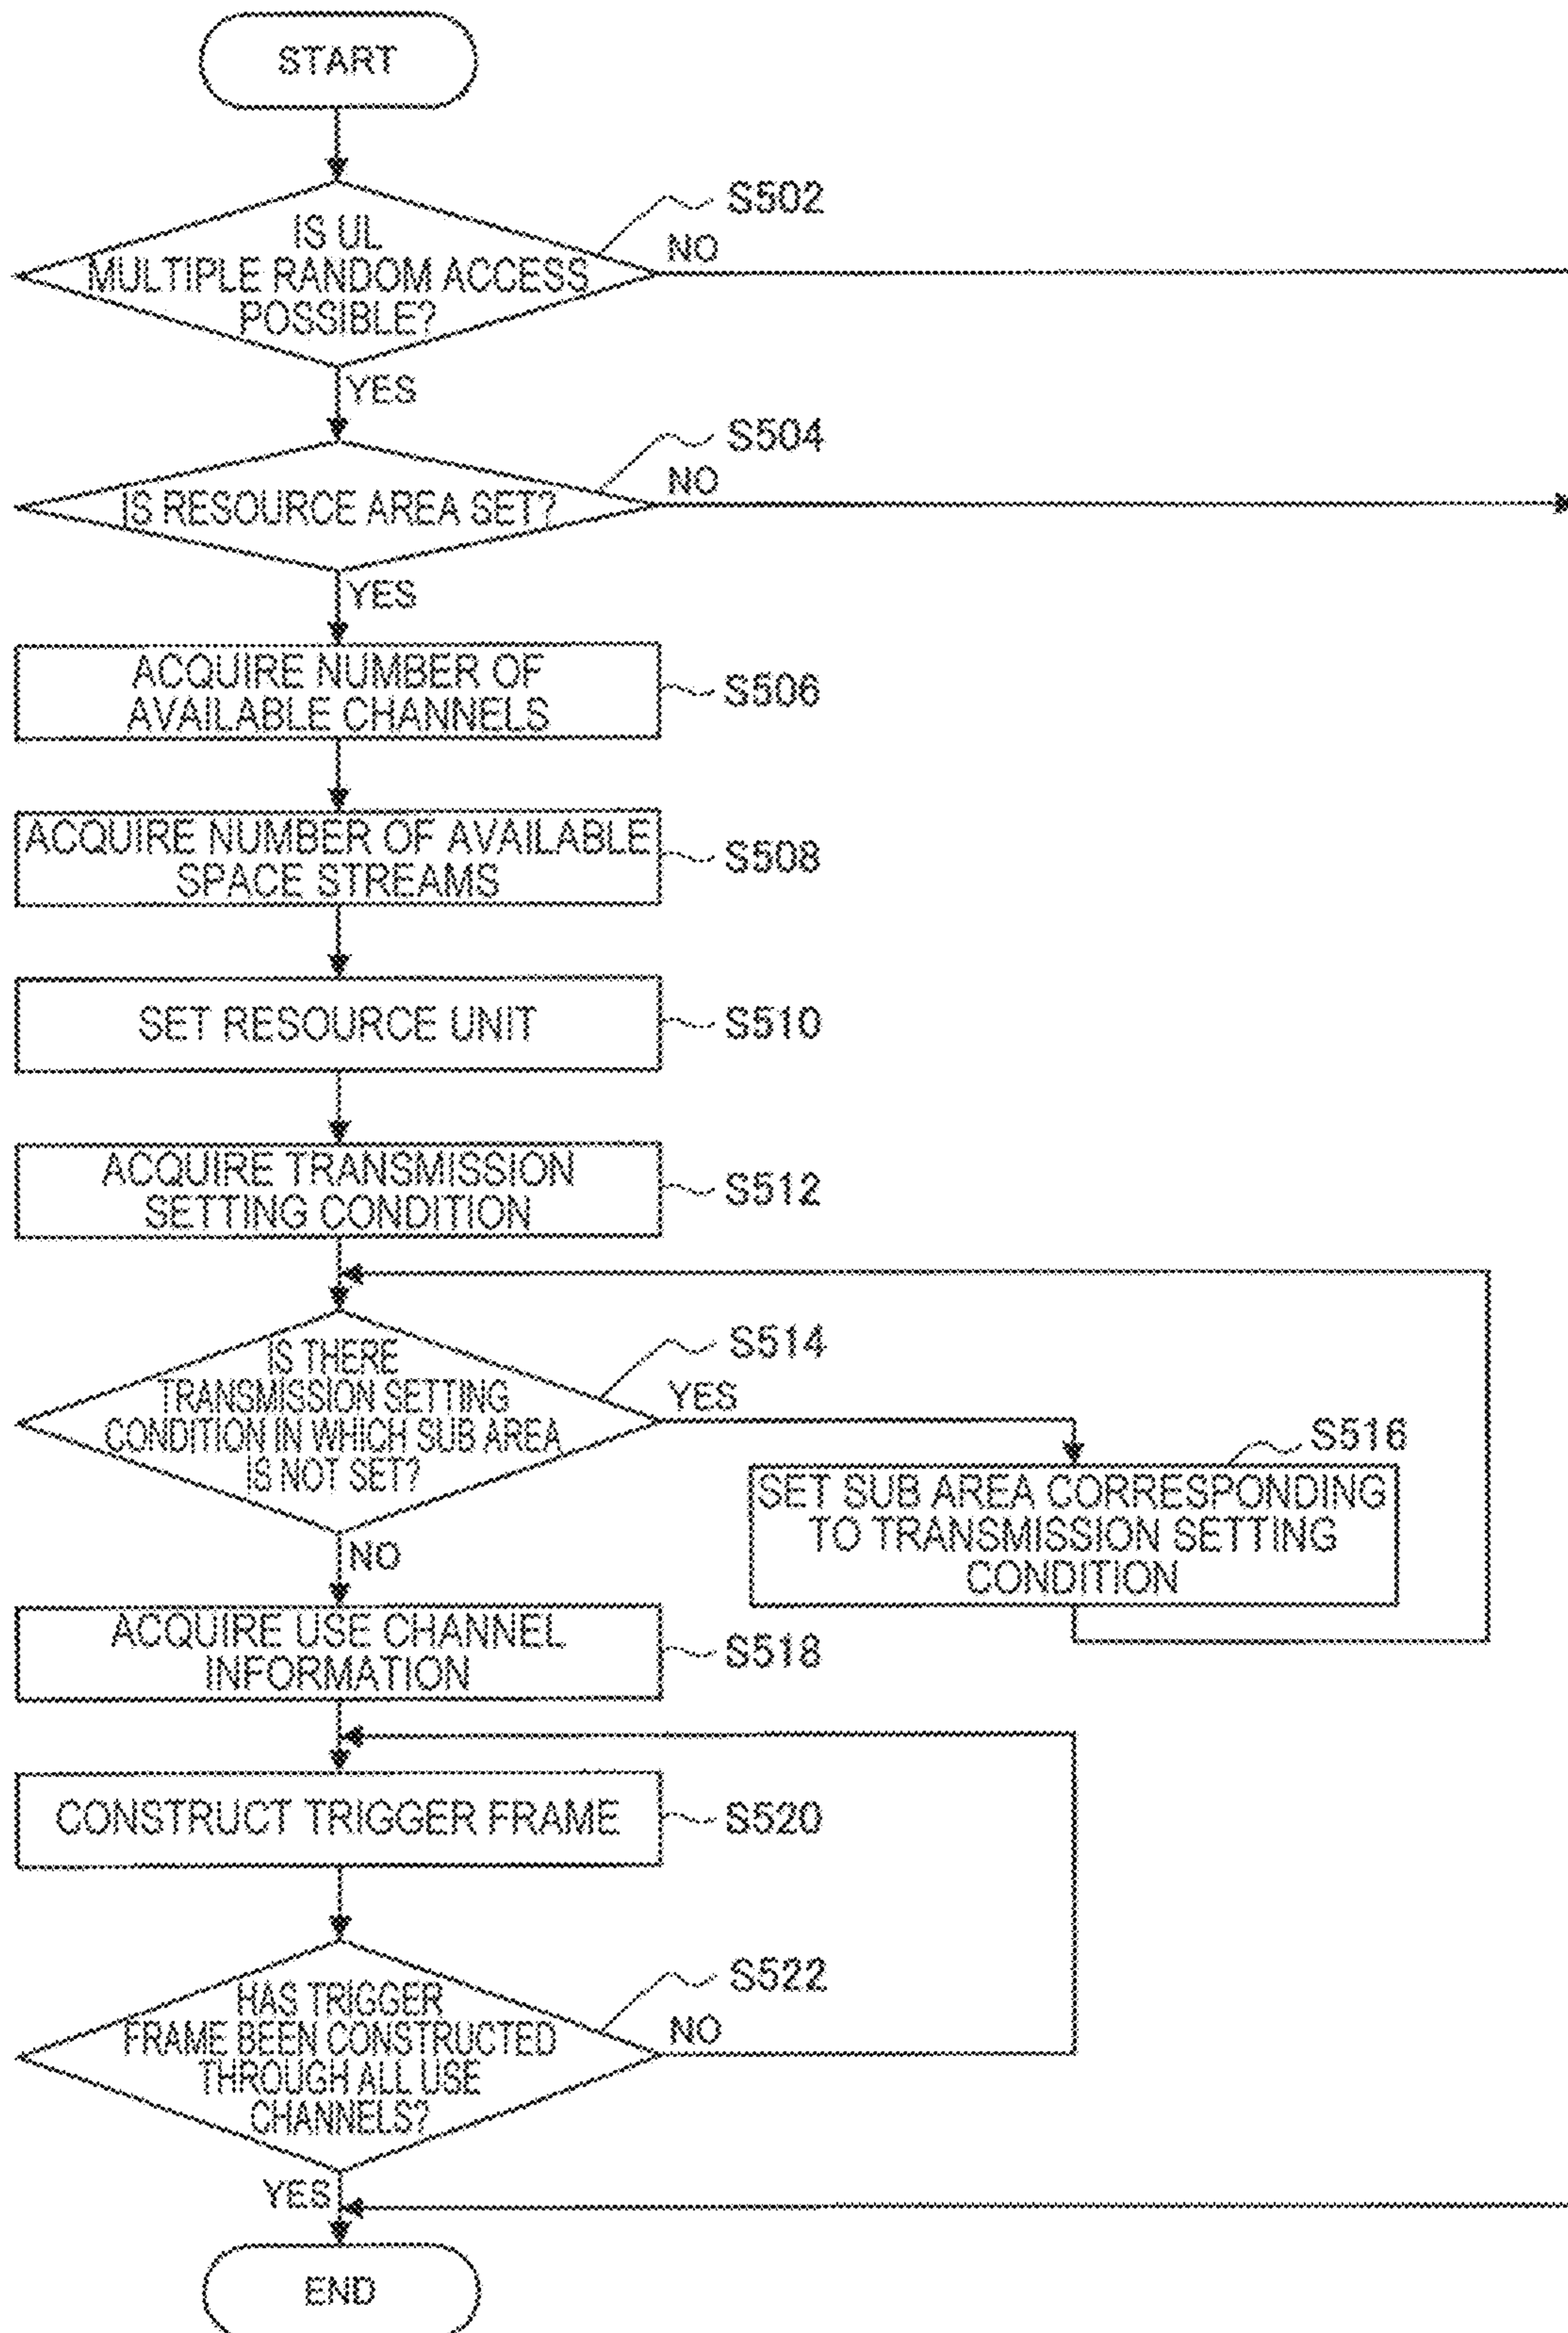 START
S502
IS UL
MULTIPLE RANDOM ACCESS
POSSIBLE?
NO
YES
S504
IS RESOURCE AREA SET?
NO
YES
ACQUIRE NUMBER OF
AVAILABLE CHANNELS
S506
ACQUIRE NUMBER OF AVAILABLE
SPACE STREAMS
S508
SET RESOURCE UNIT
S510
ACQUIRE TRANSMISSION
SETTING CONDITION
S512
S514
IS THERE
TRANSMISSION SETTING
CONDITION IN WHICH SUB AREA
IS NOT SET?
YES
S516
SET SUB AREA CORRESPONDING
TO TRANSMISSION SETTING
CONDITION
NO
ACQUIRE USE CHANNEL
INFORMATION
S518
CONSTRUCT TRIGGER FRAME
S520
S522
HAS TRIGGER
FRAME BEEN CONSTRUCTED
THROUGH ALL USE
CHANNELS?
NO
YES
END